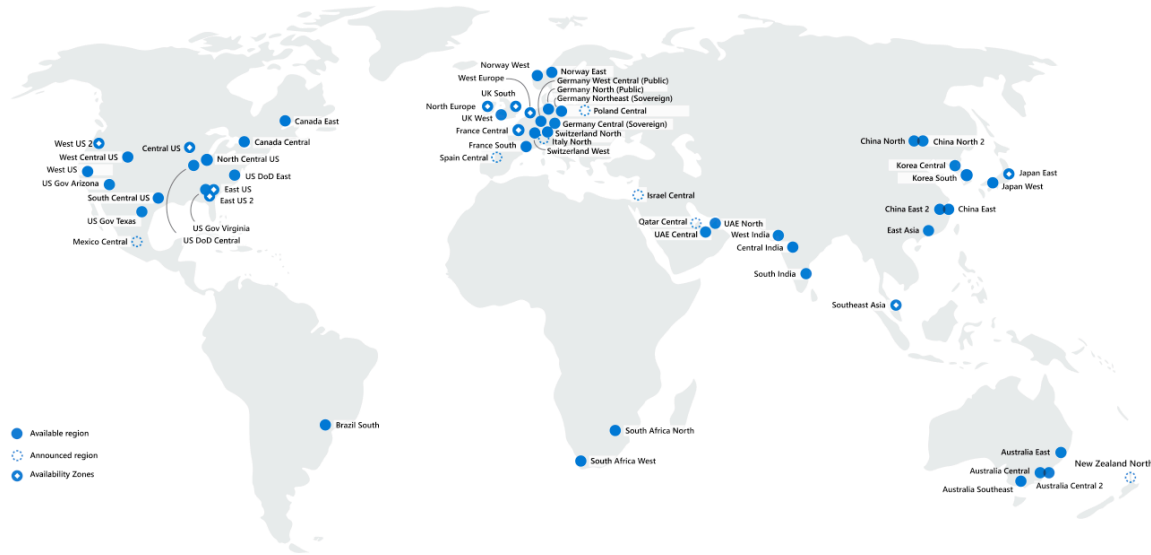 Norway West
Norway East
West Europe
Germany West Central (Public)
Germany North (Public)
UK South
Germany Northeast (Sovereign)
North Europe
Poland Central
UK West
Germany Central (Sovereign)
France Central
Switzerland North
France South
Italy North
Switzerland West
Spain Central
Canada East
West US 2
Canada Central
Central US
West Central US
North Central US
West US
US DoD East
US Gov Arizona
East US
South Central US
East US 2
US Gov Texas
US Gov Virginia
Mexico Central
US DoD Central
China North
China North 2
Korea Central
Korea South
Japan East
Japan West
Israel Central
China East 2
China East
Qatar Central
UAE North
UAE Central
West India
East Asia
Central India
South India
Southeast Asia
Brazil South
South Africa North
South Africa West
Australia East
New Zealand North
Australia Central
Australia Central 2
Australia Southeast
Available region
Announced region
Availability Zones